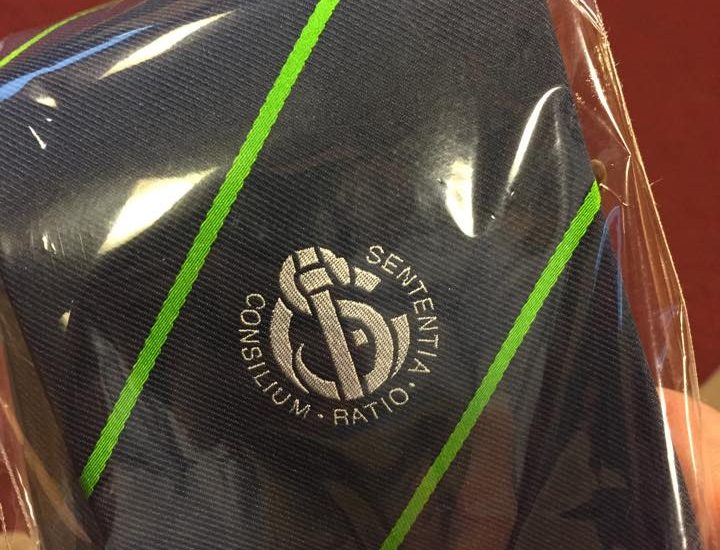 CONSILIUM · RATIO · SENTENTIA